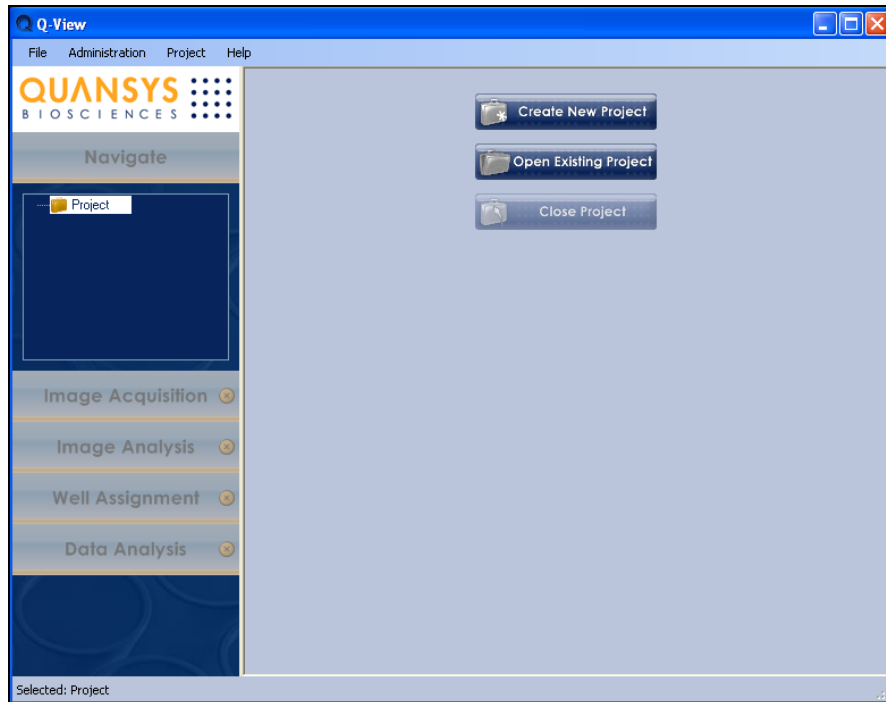 Q-View
File Administration Project Help
QUANSYS
BIOSCIENCES
Navigate
Project
Image Acquisition
Image Analysis
Well Assignment
Data Analysis
Create New Project
Open Existing Project
Close Project
Selected: Project